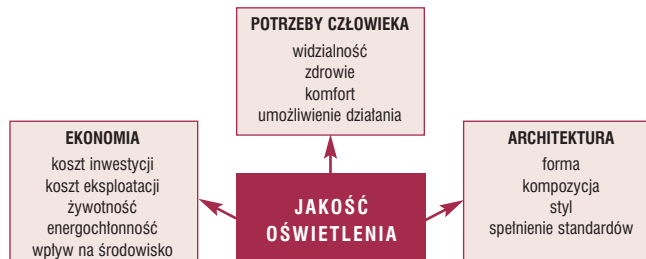 POTRZEBY CZŁOWIEKA
widzialność
zdrowie
komfort
umożliwienie działania
EKONOMIA
koszt inwestycji
koszt eksploatacji
żywotność
energochłonność
wpływ na środowisko
JAKOŚĆ
OŚWIETLENIA
ARCHITEKTURA
forma
kompozycja
styl
spełnienie standardów